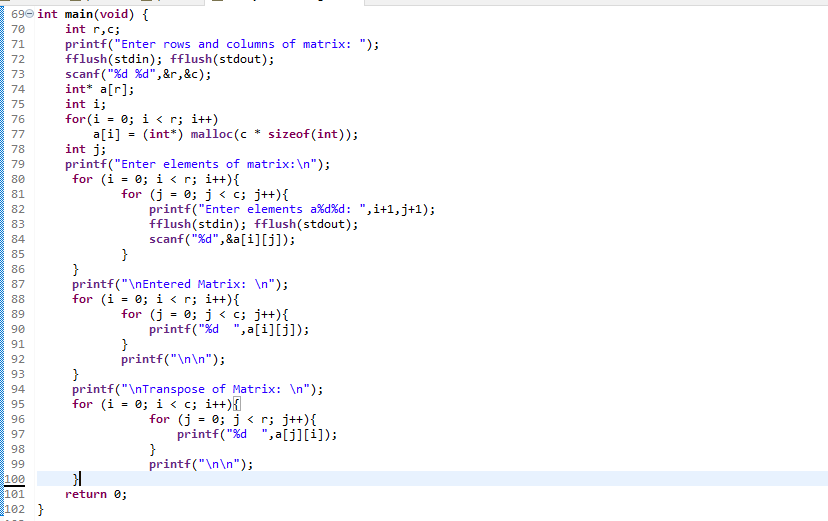 69 int main(void) {
70 int r,c;
71 printf("Enter rows and columns of matrix: ");
72 fflush(stdin); fflush(stdout);
73 scanf("%d %d",&r,&c);
74 int* a[r];
75 int i;
76 for(i = 0; i < r; i++)
77 a[i] = (int*) malloc(c * sizeof(int));
78 int j;
79 printf("Enter elements of matrix:\n");
80 for (i = 0; i < r; i++){
81 for (j = 0; j < c; j++){
82 printf("Enter elements a%d%d: ",i+1,j+1);
83 fflush(stdin); fflush(stdout);
84 scanf("%d",&a[i][j]);
85 }
86 }
87 printf("\nEntered Matrix: \n");
88 for (i = 0; i < r; i++){
89 for (j = 0; j < c; j++){
90 printf("%d  ",a[i][j]);
91 }
92 printf("\n\n");
93 }
94 printf("\nTranspose of Matrix: \n");
95 for (i = 0; i < c; i++){
96 for (j = 0; j < r; j++){
97 printf("%d  ",a[j][i]);
98 }
99 printf("\n\n");
100 }
101 return 0;
102 }